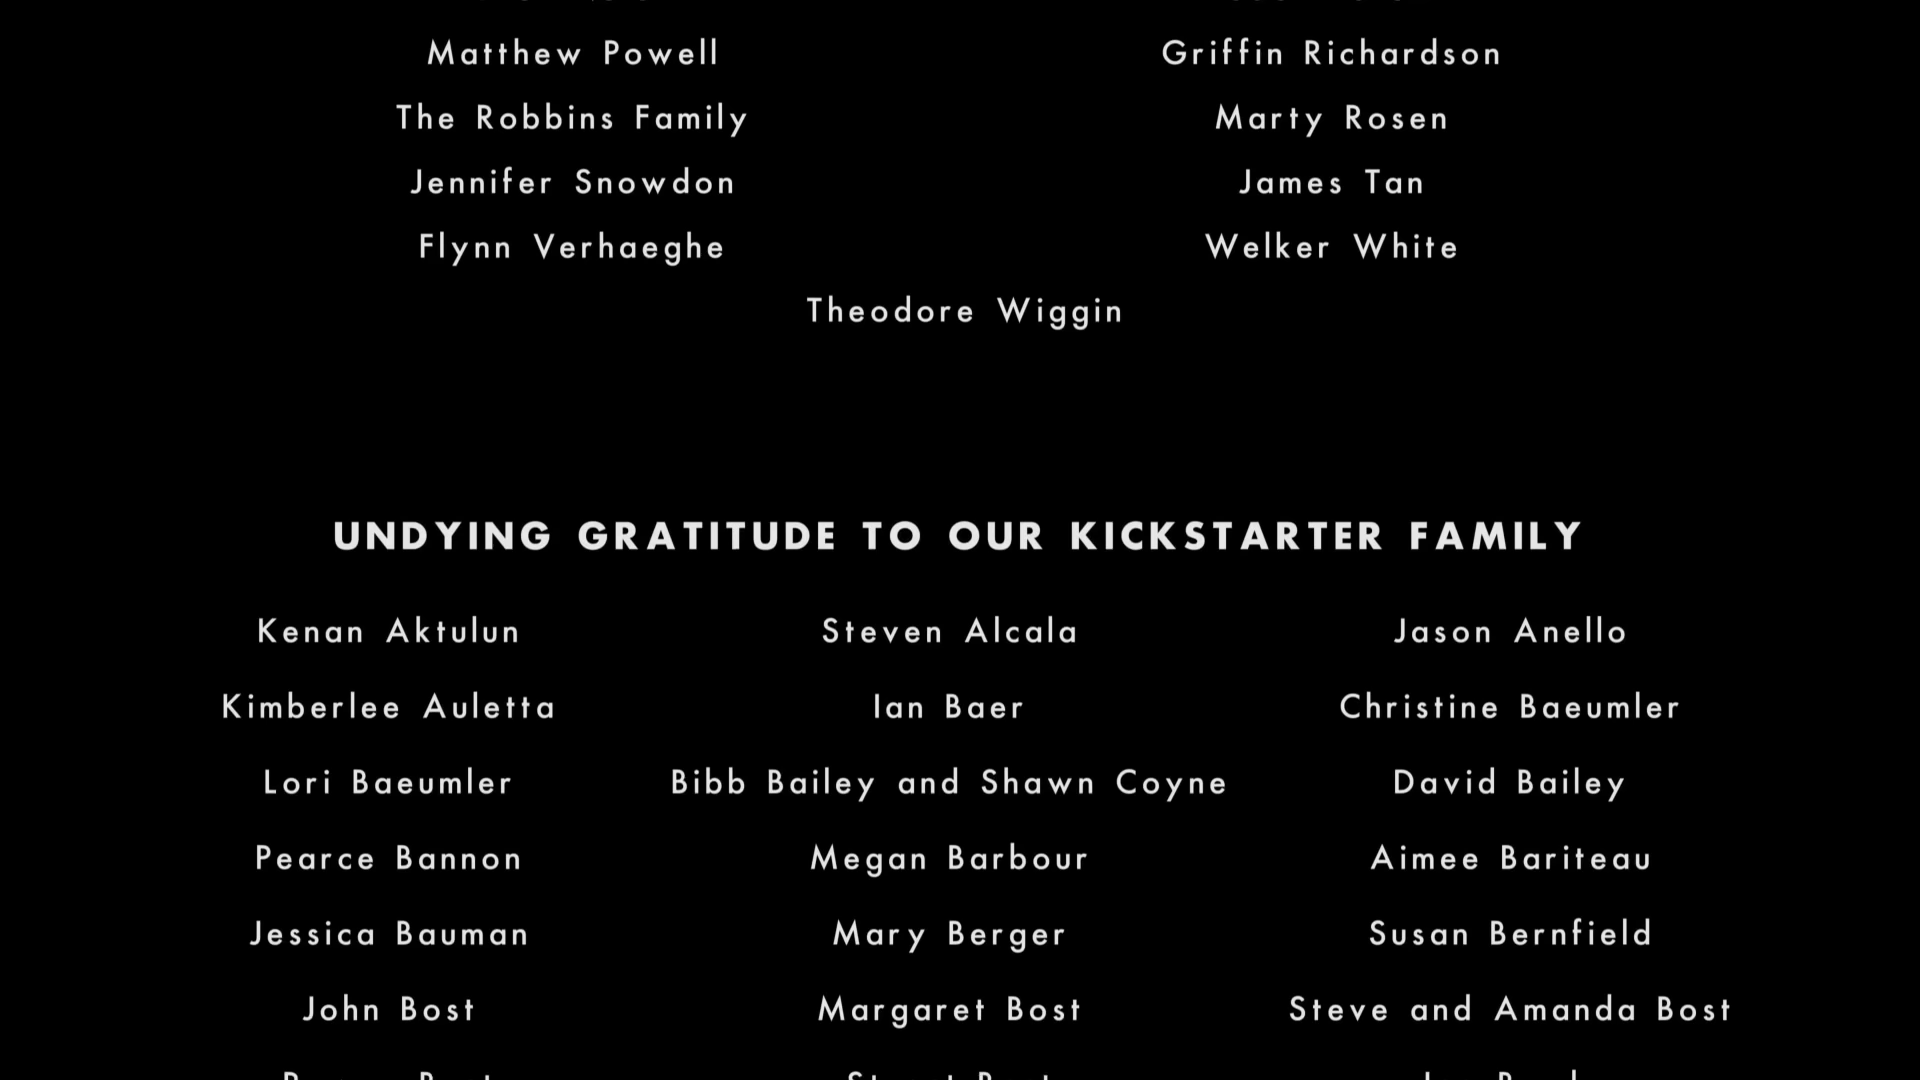 Matthew Powell Griffin Richardson
The Robbins Family Marty Rosen
Jennifer Snowdon James Tan
Flynn Verhaeghe Welker White
Theodore Wiggin
UNDYING GRATITUDE TO OUR KICKSTARTER FAMILY
Kenan Aktulun Steven Alcala Jason Anello
Kimberlee Auletta Ian Baer Christine Baeumler
Lori Baeumler Bibb Bailey and Shawn Coyne David Bailey
Pearce Bannon Megan Barbour Aimee Bariteau
Jessica Bauman Mary Berger Susan Bernfield
John Bost Margaret Bost Steve and Amanda Bost